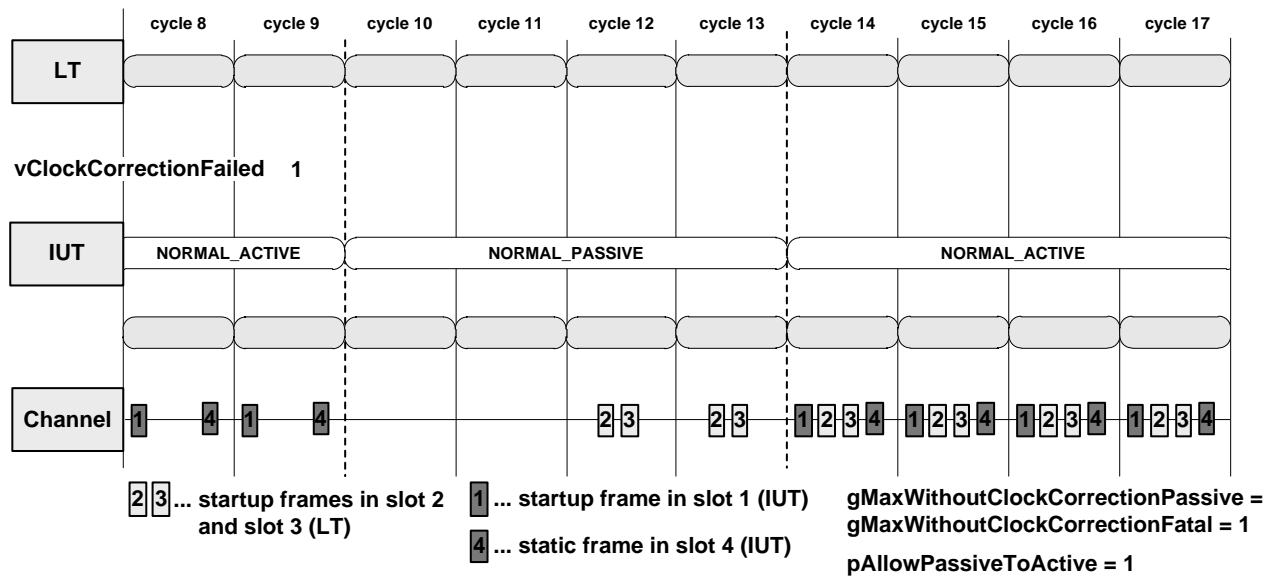 cycle 8 cycle 9 cycle 10 cycle 11 cycle 12 cycle 13 cycle 14 cycle 15 cycle 16 cycle 17
LT
vClockCorrectionFailed 1
IUT NORMAL_ACTIVE NORMAL_PASSIVE NORMAL_ACTIVE
Channel 1 4 1 4 2 3 2 3 1 2 3 4 1 2 3 4 1 2 3 4 1 2 3 4
2 3 ... startup frames in slot 2
and slot 3 (LT)
1 ... startup frame in slot 1 (IUT)
4 ... static frame in slot 4 (IUT)
gMaxWithoutClockCorrectionPassive =
gMaxWithoutClockCorrectionFatal = 1
pAllowPassiveToActive = 1